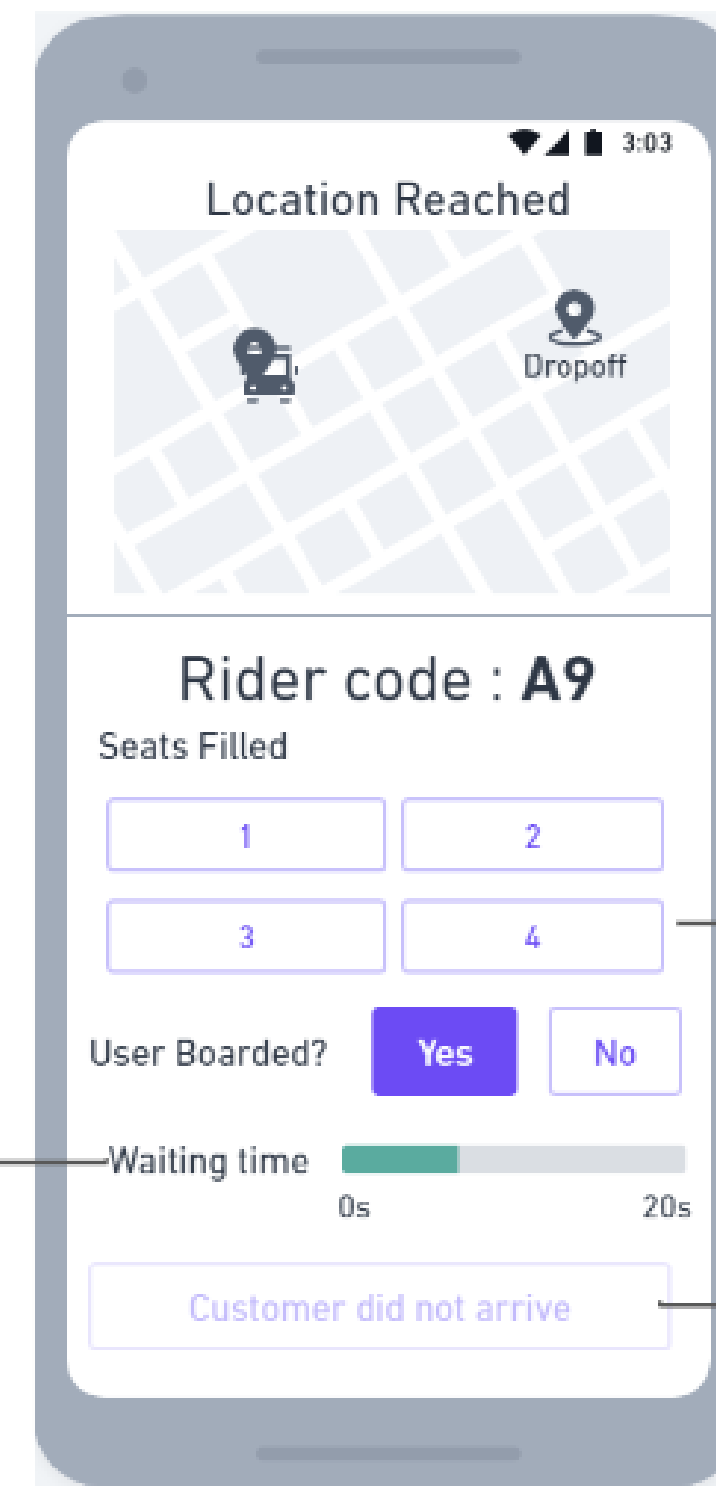 3:03
Location Reached
Dropoff
Rider code : A9
Seats Filled
1 2
3 4
User Boarded? Yes No
Waiting time
0s 20s
Customer did not arrive